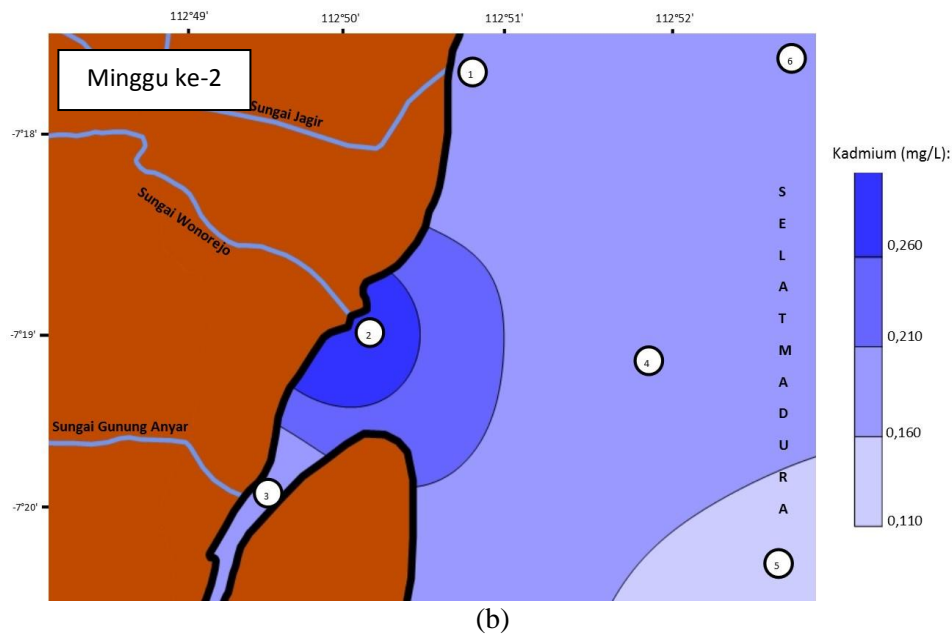 112°49' 112°50' 112°51' 112°52'
Minggu ke-2
1
6
Sungai Jagir
-7°18'
Kadmium (mg/L):
Sungai Wonorejo
SELAT MADURA
0,260
0,210
0,160
0,110
-7°19'
2
4
Sungai Gunung Anyar
3
-7°20'
5
(b)